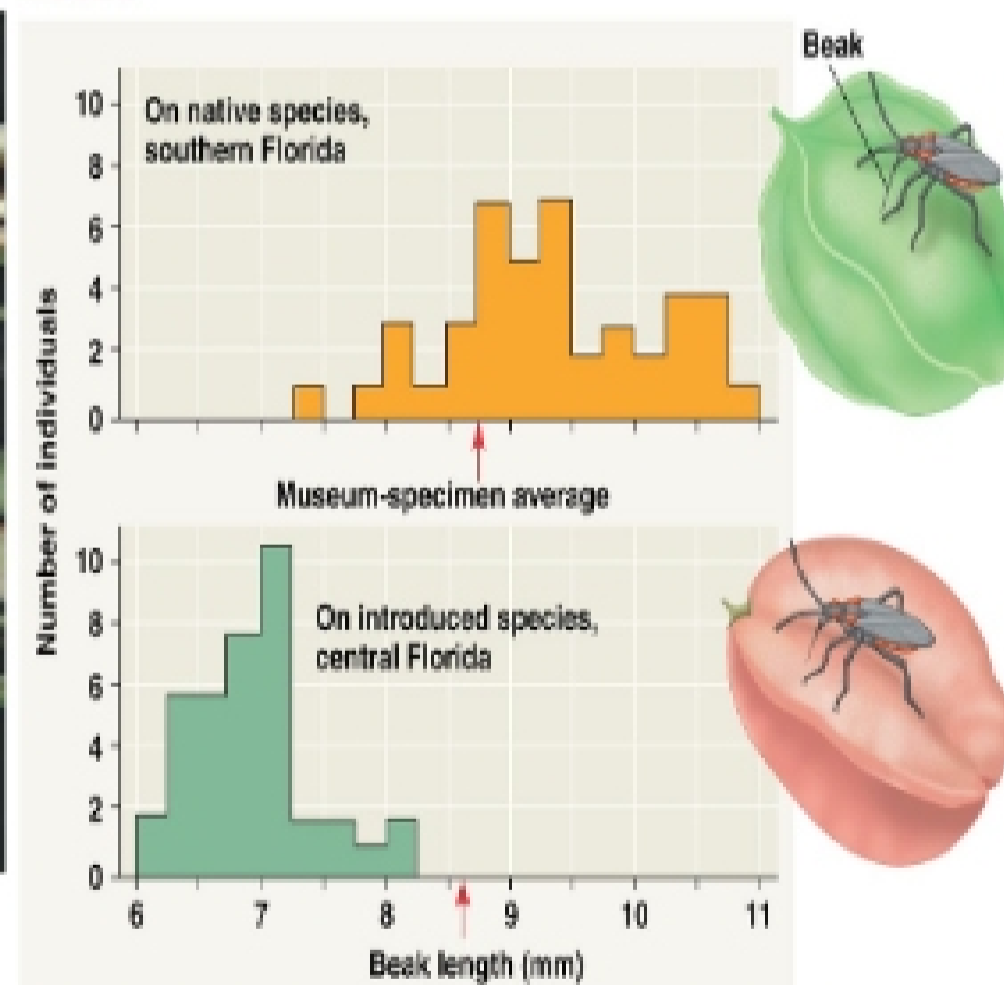 Beak
On native species,
southern Florida
10
8
6
4
2
0
Number of individuals
Museum-specimen average
On introduced species,
central Florida
10
8
6
4
2
0
6 7 8 9 10 11
Beak length (mm)